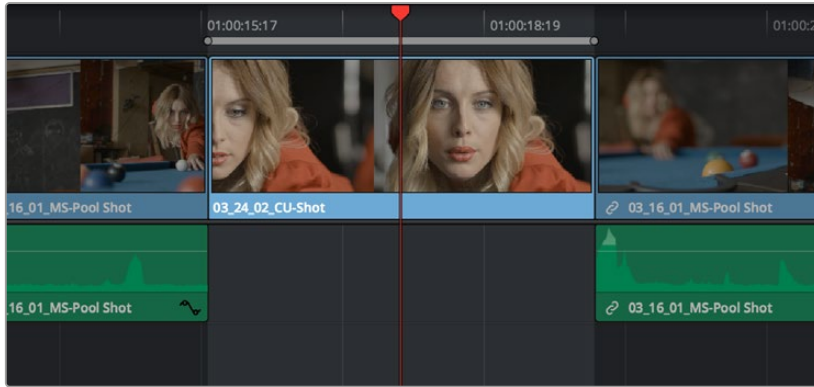 01:00:15:17
01:00:18:19
01:00:2
16_01_MS-Pool Shot
03_24_02_CU-Shot
03_16_01_MS-Pool Shot
16_01_MS-Pool Shot
03_16_01_MS-Pool Shot